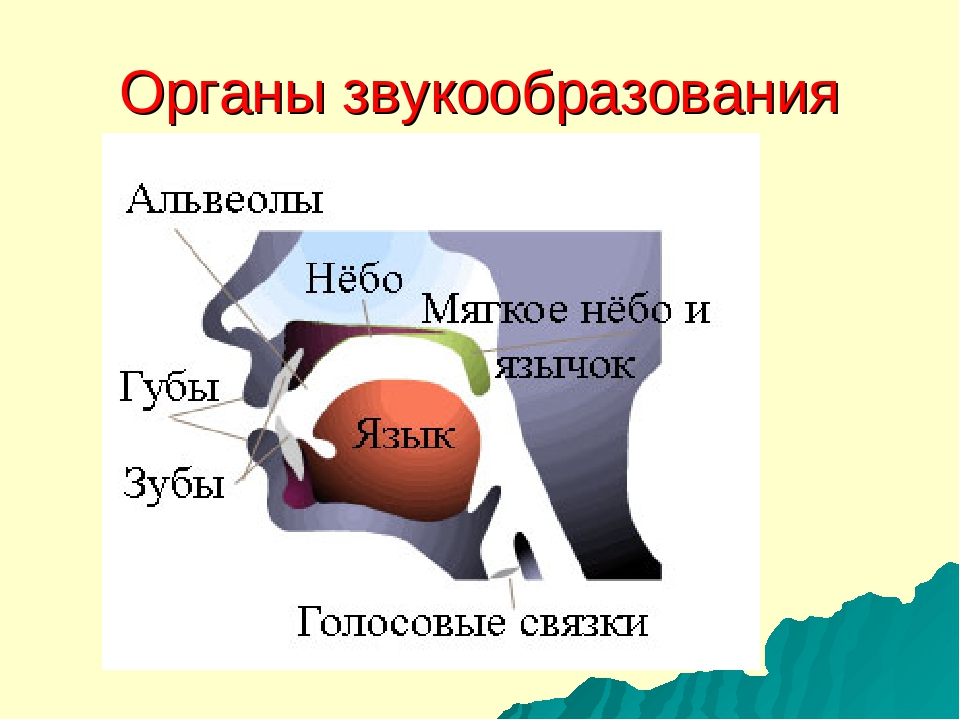 Органы звукообразования
Альвеолы
Нёбо
Мягкое нёбо и
язычок
Губы
Язык
Зубы
Голосовые связки